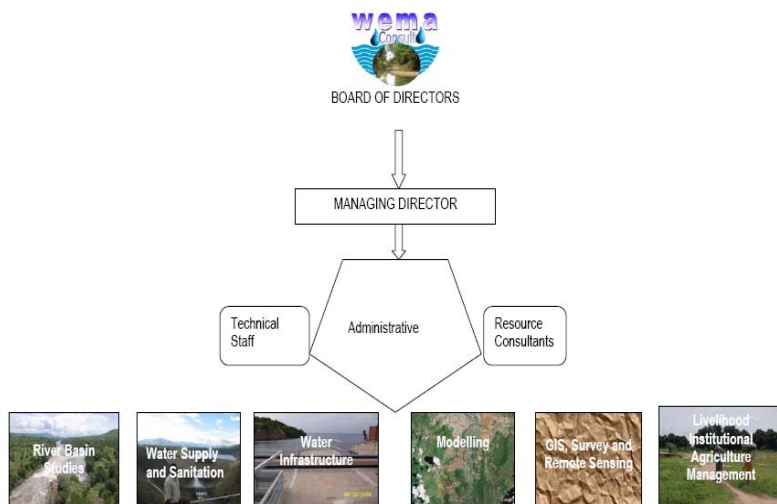 wema
Consult
BOARD OF DIRECTORS
MANAGING DIRECTOR
Technical
Staff
Administrative
Resource
Consultants
River Basin
Studies
Water Supply
and Sanitation
Water
Infrastructure
Modelling
GIS, Survey and
Remote Sensing
Livelihood
Institutional
Agriculture
Management